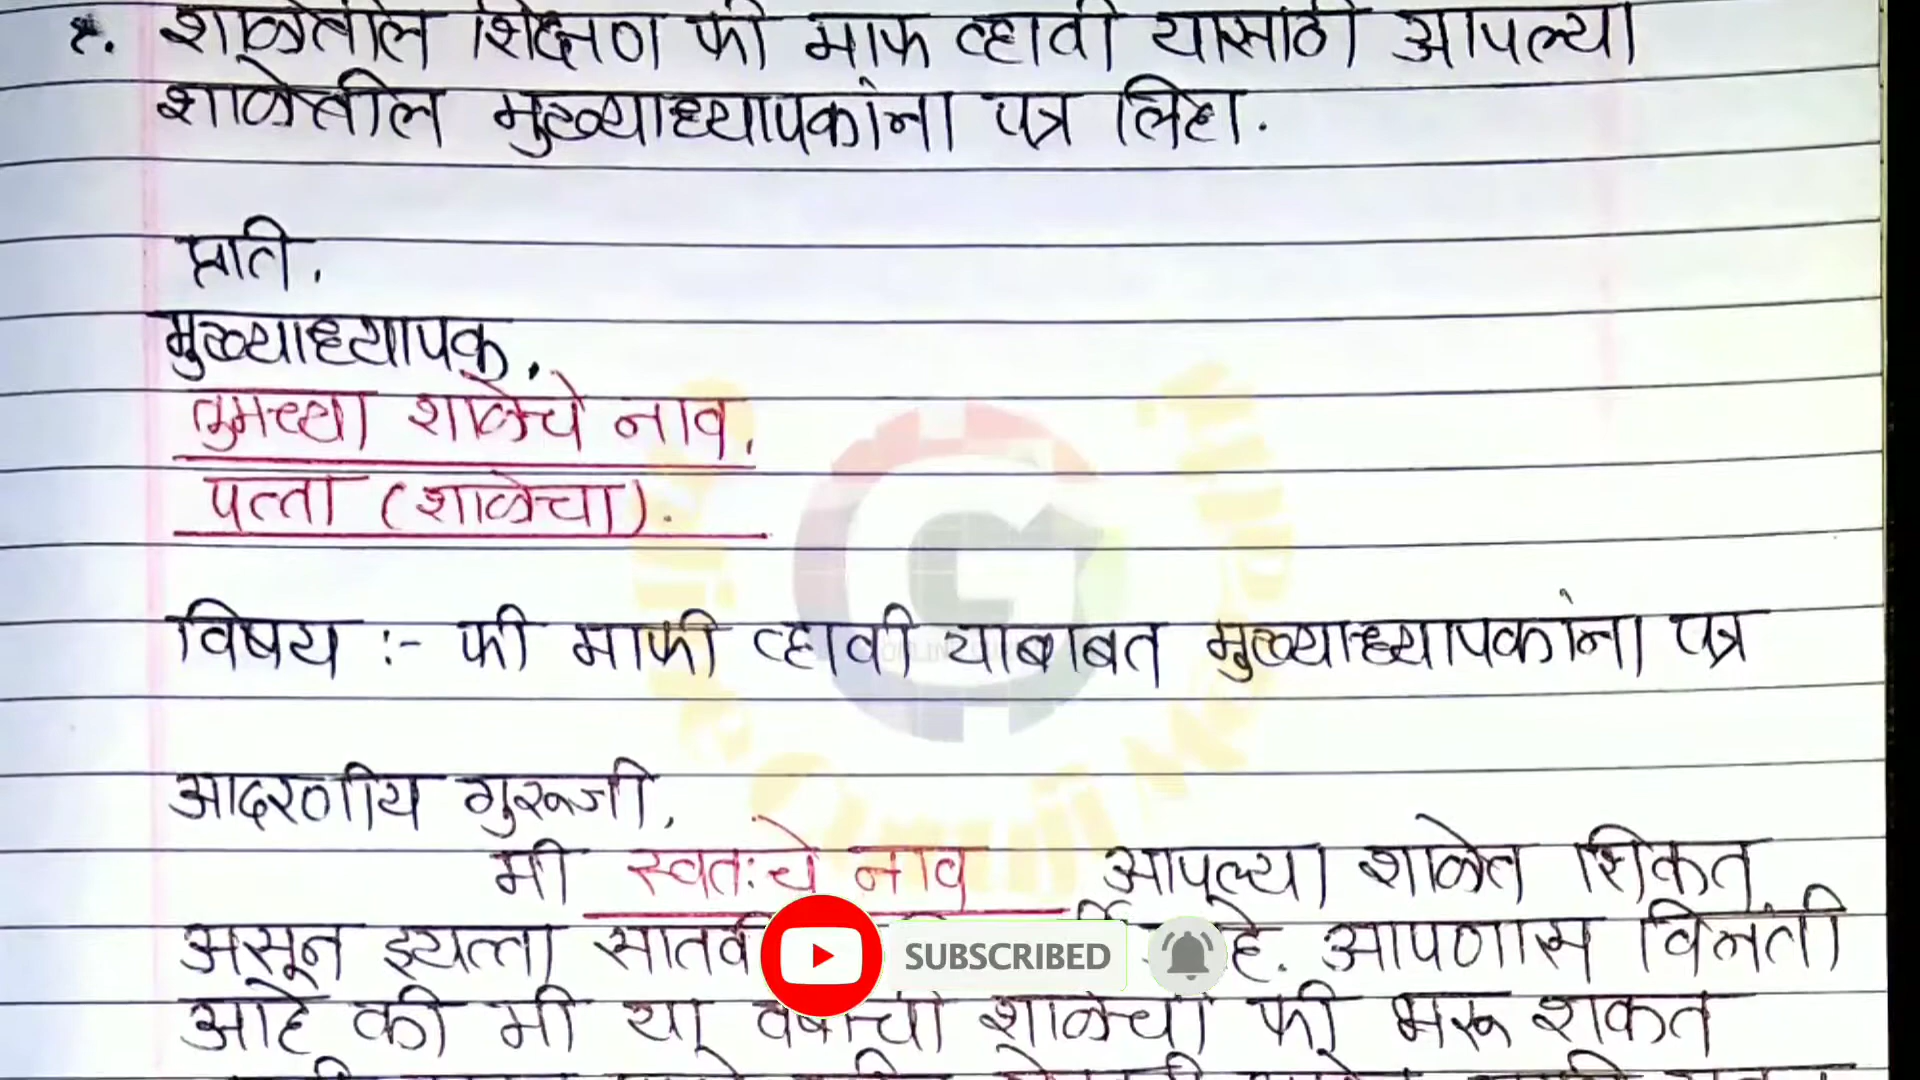 १. शाळेतील शिक्षण फी माफ व्हावी यासाठी आपल्या
शाळेतील मुख्याध्यापकांना पत्र लिहा.
प्रति,
मुख्याध्यापक,
तुमच्या शाळेचे नाव,
पत्ता (शाळेचा).
विषय :- फी माफी व्हावी याबाबत मुख्याध्यापकांना पत्र
आदरणीय गुरूजी,
मी स्वतःचे नाव आपल्या शाळेत शिकत
असून इयत्ता सातवी हे. आपणास विनंती
SUBSCRIBED
आहे की मी या वर्षाची शाळेची फी भरू शकत